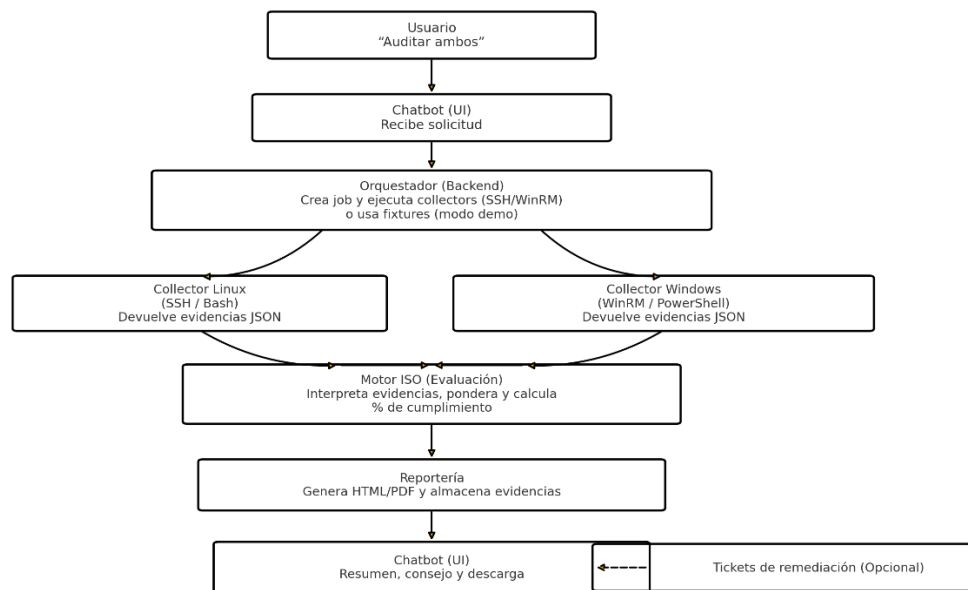 Usuario
“Auditar ambos”
Chatbot (UI)
Recibe solicitud
Orquestador (Backend)
Crea job y ejecuta collectors (SSH/WinRM)
o usa fixtures (modo demo)
Collector Linux
(SSH / Bash)
Devuelve evidencias JSON
Collector Windows
(WinRM / PowerShell)
Devuelve evidencias JSON
Motor ISO (Evaluación)
Interpreta evidencias, pondera y calcula
% de cumplimiento
Reportería
Genera HTML/PDF y almacena evidencias
Chatbot (UI)
Resumen, consejo y descarga
Tickets de remediación (Opcional)